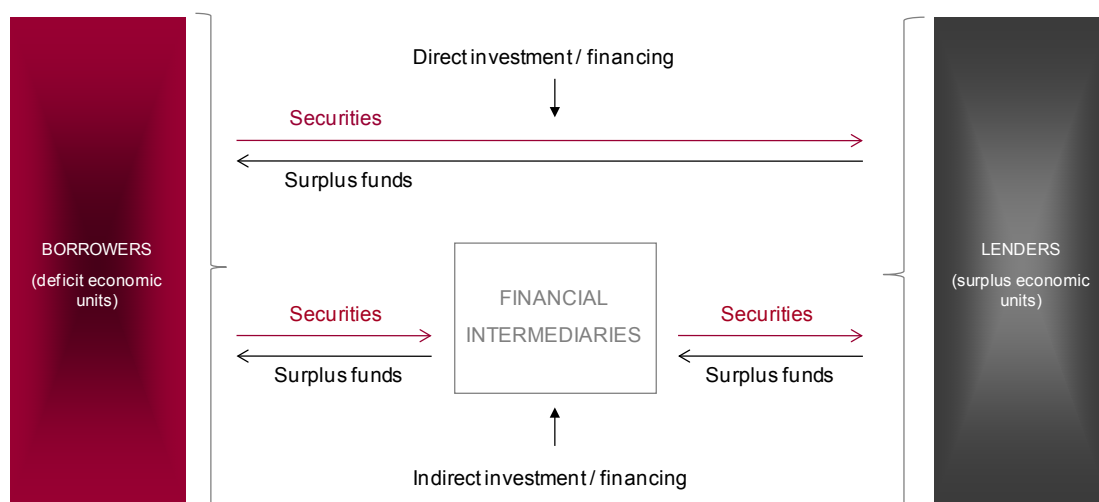 Direct investment / financing
Securities
Surplus funds
BORROWERS
(deficit economic
units)
LENDERS
(surplus economic
units)
FINANCIAL
INTERMEDIARIES
Securities
Surplus funds
Securities
Surplus funds
Indirect investment / financing